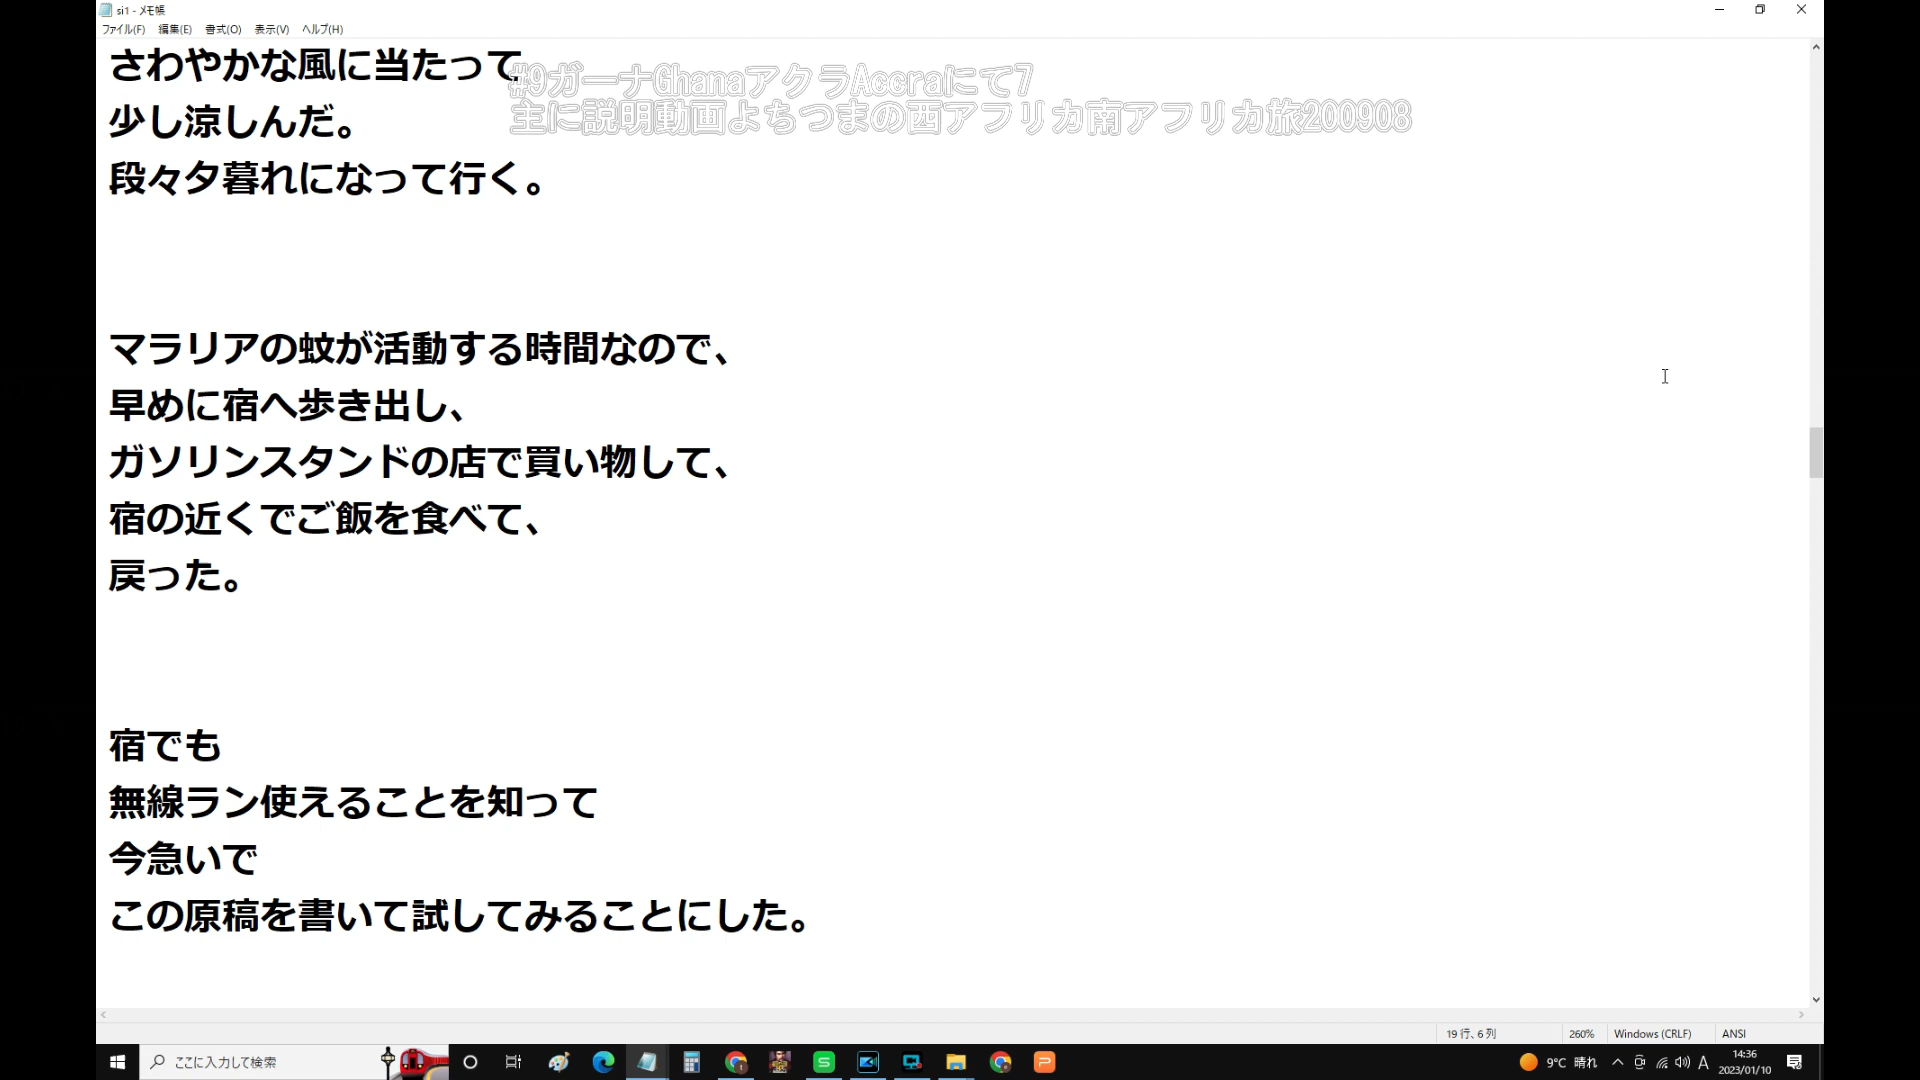 si1 - メモ帳
ファイル(F) 編集(E) 書式(O) 表示(V) ヘルプ(H)
さわやかな風に当たって
#9ガーナGhanaアクラAccraにて7
主に説明動画よちつまの西アフリカ南アフリカ旅200908
少し涼しんだ。
段々夕暮れになって行く。
マラリアの蚊が活動する時間なので、
早めに宿へ歩き出し、
ガソリンスタンドの店で買い物して、
宿の近くでご飯を食べて、
戻った。
宿でも
無線ラン使えることを知って
今急いで
この原稿を書いて試してみることにした。
19 行、6 列
260%
Windows (CRLF)
ANSI
ここに入力して検索
9°C 晴れ
A
14:36
2023/01/10